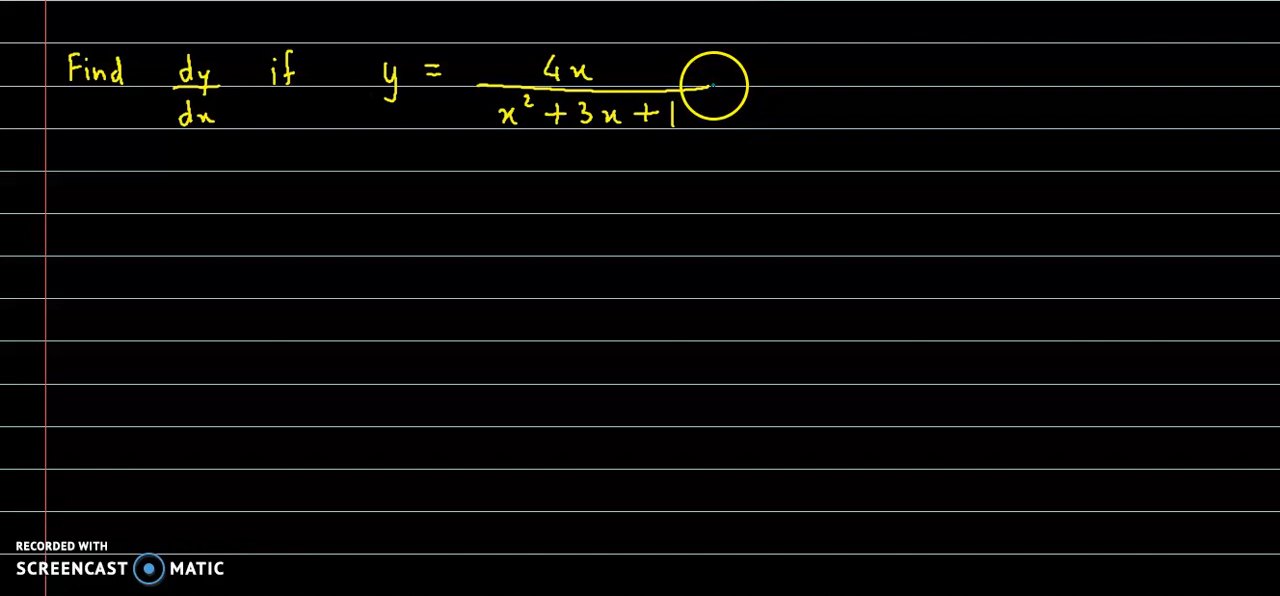 Find dy/dx if y = 4x/(x² + 3x + 1)
RECORDED WITH
SCREENCAST MATIC